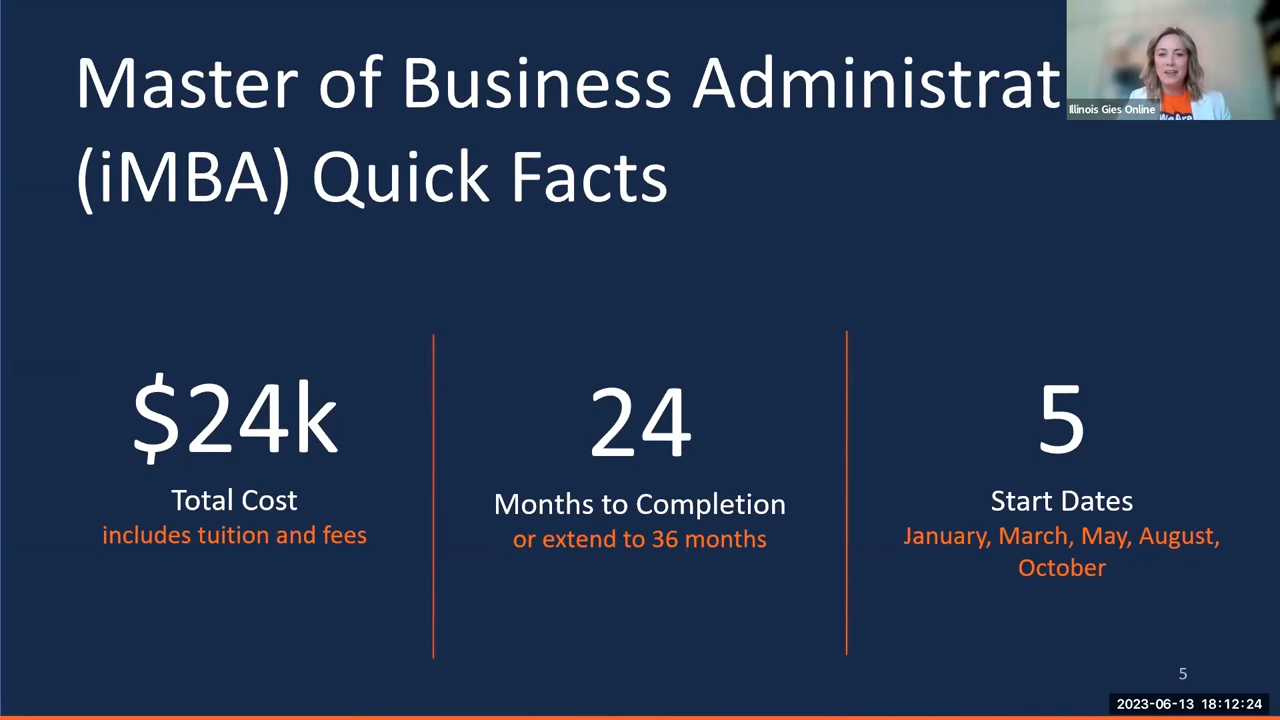 Master of Business Administrat
(iMBA) Quick Facts
Illinois Gies Online
We Are
$24k
Total Cost
includes tuition and fees
24
Months to Completion
or extend to 36 months
5
Start Dates
January, March, May, August,
October
5
2023-06-13 18:12:24